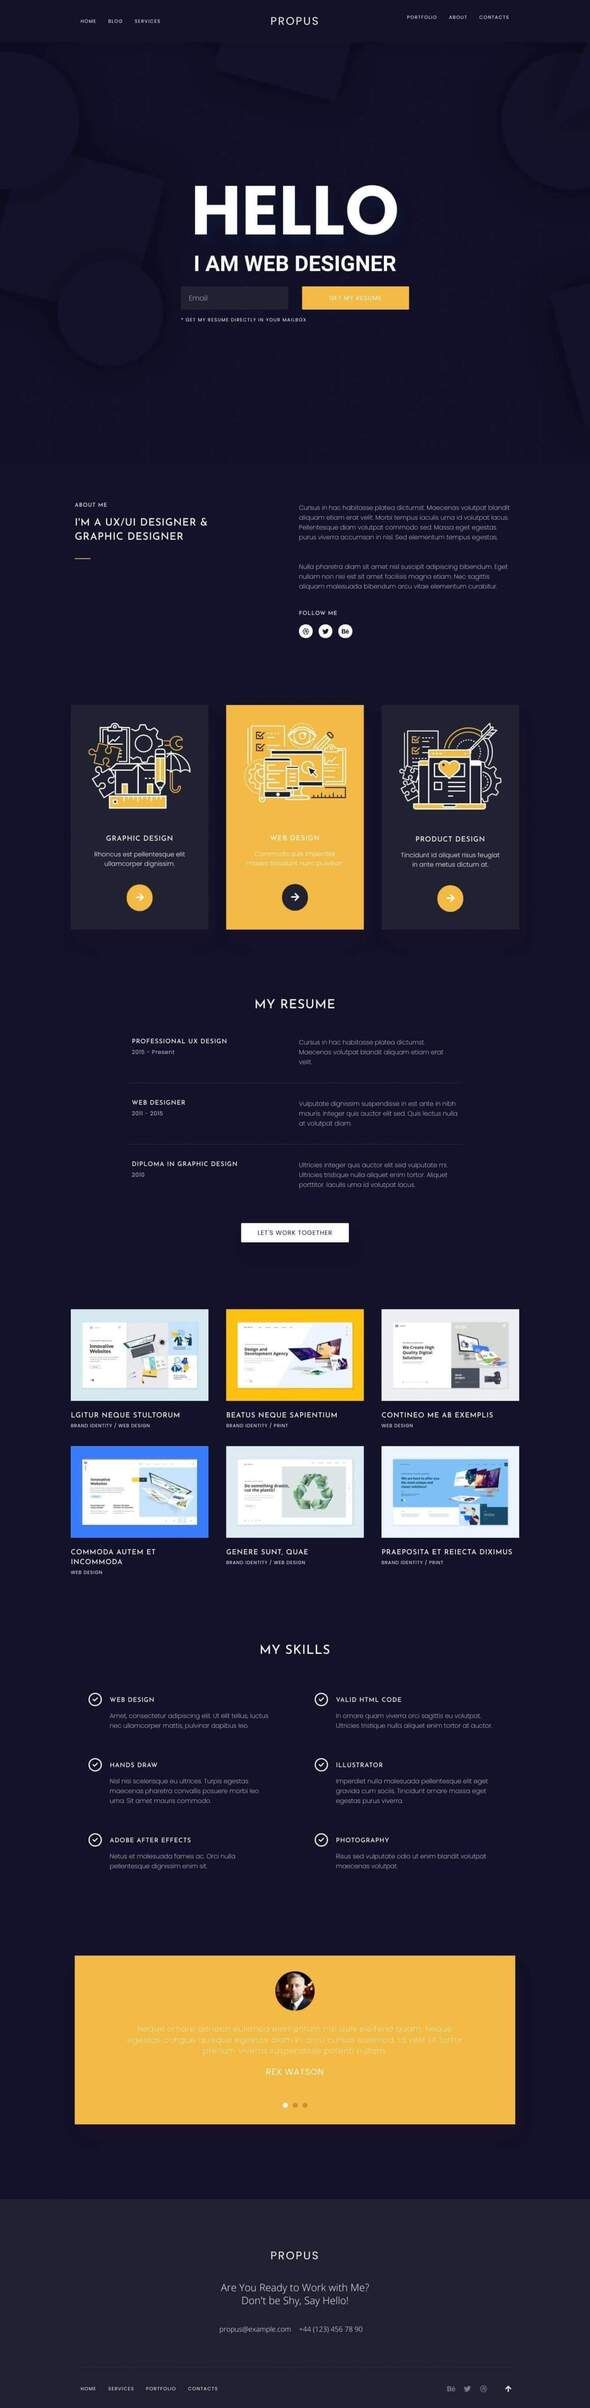 HOME BLOG SERVICES
PROPUS
PORTFOLIO ABOUT CONTACTS
HELLO
I AM WEB DESIGNER
Email
GET MY RESUME
* GET MY RESUME DIRECTLY IN YOUR MAILBOX
ABOUT ME
I'M A UX/UI DESIGNER &
GRAPHIC DESIGNER
Cursus in hac habitasse platea dictumst. Maecenas volutpat blandit
aliquam etiam erat velit. Morbi tempus iaculis urna id volutpat lacus.
Pellentesque diam volutpat commodo sed. Massa eget egestas
purus viverra accumsan in nisl. Sed elementum tempus egestas.
Nulla pharetra diam sit amet nisl suscipit adipiscing bibendum. Eget
nullam non nisi est sit amet facilisis magna etiam. Nec sagittis
aliquam malesuada bibendum arcu vitae elementum curabitur.
FOLLOW ME
GRAPHIC DESIGN
Rhoncus est pellentesque elit
ullamcorper dignissim.
WEB DESIGN
Commodo quis imperdiet
massa tincidunt nunc pulvinar.
PRODUCT DESIGN
Tincidunt id aliquet risus feugiat
in ante metus dictum at.
MY RESUME
PROFESSIONAL UX DESIGN
2015 - Present
Cursus in hac habitasse platea dictumst.
Maecenas volutpat blandit aliquam etiam erat
velit.
WEB DESIGNER
2011 - 2015
Vulputate dignissim suspendisse in est ante in nibh
mauris. Integer quis auctor elit sed. Quis lectus nulla
at volutpat diam.
DIPLOMA IN GRAPHIC DESIGN
2010
Ultricies integer quis auctor elit sed vulputate mi.
Ultricies tristique nulla aliquet enim tortor. Aliquet
porttitor. Iaculis urna id volutpat lacus.
LET'S WORK TOGETHER
Innovative
Websites
Design and
Development Agency
We Create High
Quality Digital
Solutions
LGITUR NEQUE STULTORUM
BRAND IDENTITY / WEB DESIGN
BEATUS NEQUE SAPIENTIUM
BRAND IDENTITY / PRINT
CONTINEO ME AB EXEMPLIS
WEB DESIGN
Innovative
Websites
Do something drastic,
cut the plastic!
COMMODA AUTEM ET
INCOMMODA
WEB DESIGN
GENERE SUNT, QUAE
BRAND IDENTITY / WEB DESIGN
PRAEPOSITA ET REIECTA DIXIMUS
BRAND IDENTITY / PRINT
MY SKILLS
WEB DESIGN
Amet, consectetur adipiscing elit. Ut elit tellus, luctus
nec ullamcorper mattis, pulvinar dapibus leo.
VALID HTML CODE
In ornare quam viverra orci sagittis eu volutpat.
Ultricies tristique nulla aliquet enim tortor at auctor.
HANDS DRAW
Nisl nisi scelerisque eu ultrices. Turpis egestas
maecenas pharetra convallis posuere morbi leo
urna. Sit amet mauris commodo.
ILLUSTRATOR
Imperdiet nulla malesuada pellentesque elit eget
gravida cum sociis. Tincidunt ornare massa eget
egestas purus viverra.
ADOBE AFTER EFFECTS
Netus et malesuada fames ac. Orci nulla
pellentesque dignissim enim sit.
PHOTOGRAPHY
Risus sed vulputate odio ut enim blandit volutpat
maecenas volutpat.
REX WATSON
PROPUS
Are You Ready to Work with Me?
Don't be Shy, Say Hello!
propus@example.com +44 (123) 456 78 90
HOME SERVICES PORTFOLIO CONTACTS
Bē